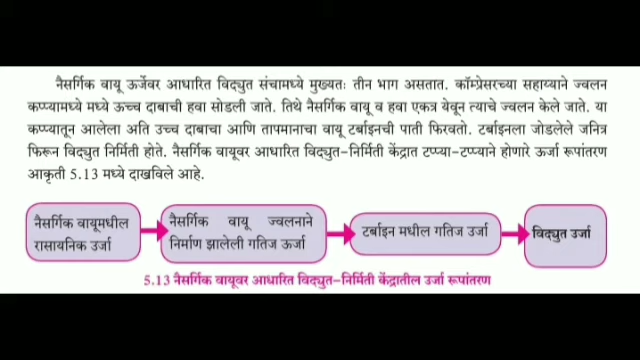 नैसर्गिक वायू ऊर्जेवर आधारित विद्युत संचामध्ये मुख्यतः तीन भाग असतात. कॉम्प्रेसरच्या सहाय्याने ज्वलन
कप्प्यामध्ये मध्ये ऊच्च दाबाची हवा सोडली जाते. तिथे नैसर्गिक वायू व हवा एकत्र येवून त्याचे ज्वलन केले जाते. या
कप्प्यातून आलेला अति उच्च दाबाचा आणि तापमानाचा वायू टर्बाइनची पाती फिरवतो. टर्बाइनला जोडलेले जनित्र
फिरून विद्युत निर्मिती होते. नैसर्गिक वायूवर आधारित विद्युत-निर्मिती केंद्रात टप्प्या-टप्प्याने होणारे ऊर्जा रूपांतरण
आकृती 5.13 मध्ये दाखविले आहे.
नैसर्गिक वायूमधील
रासायनिक उर्जा
नैसर्गिक वायू ज्वलनाने
निर्माण झालेली गतिज ऊर्जा
टर्बाइन मधील गतिज उर्जा
विद्युत उर्जा
5.13 नैसर्गिक वायूवर आधारित विद्युत-निर्मिती केंद्रातील उर्जा रूपांतरण